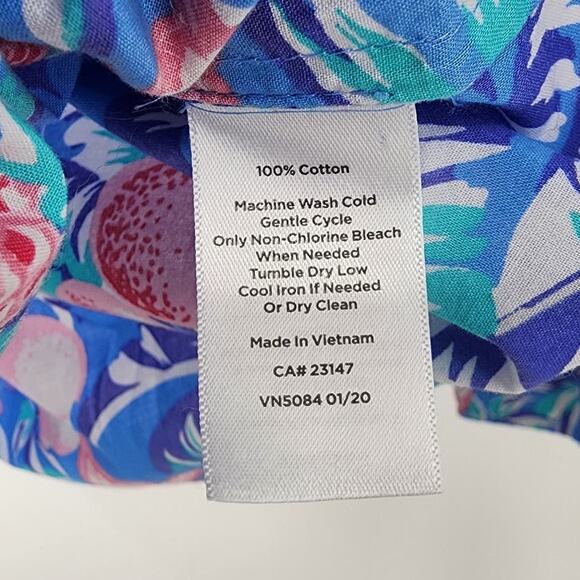 100% Cotton
Machine Wash Cold
Gentle Cycle
Only Non-Chlorine Bleach
When Needed
Tumble Dry Low
Cool Iron If Needed
Or Dry Clean
Made In Vietnam
CA# 23147
VN5084 01/20